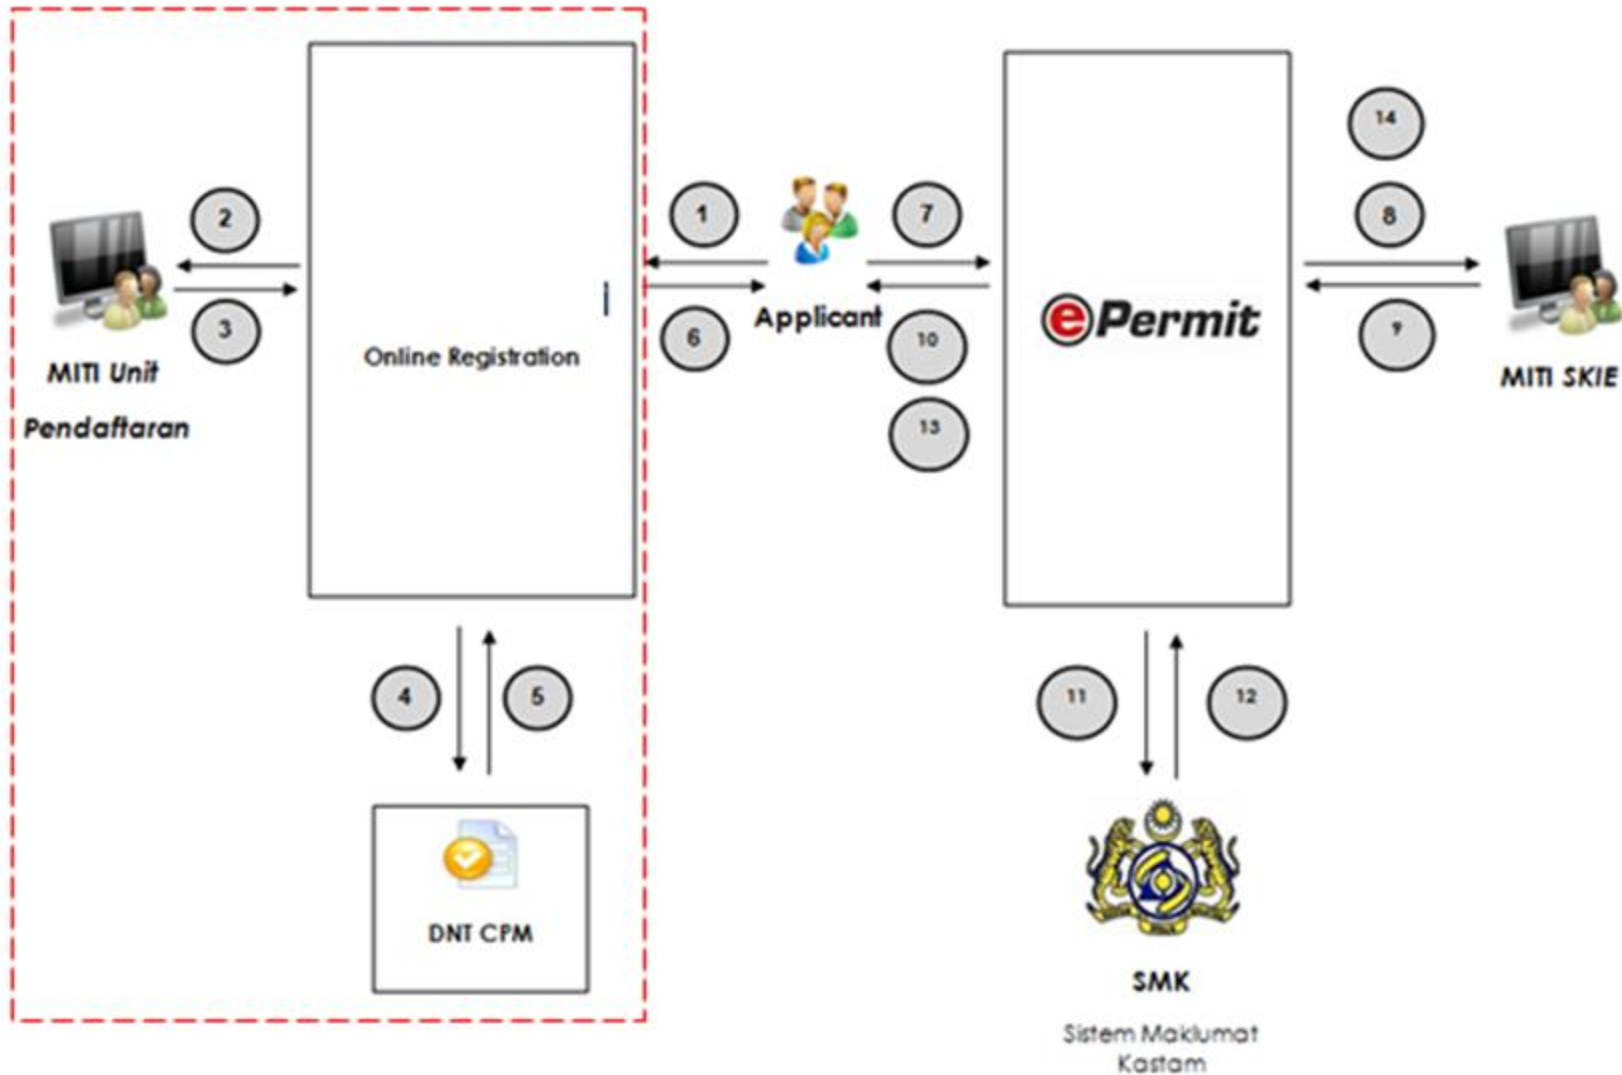 14
2
1
7
8
3
6
Applicant
10
9
ePermit
Online Registration
MITI Unit
Pendaftaran
MITI SKIE
13
4
5
11
12
DNT CPM
SMK
Sistem Maklumat
Kastam